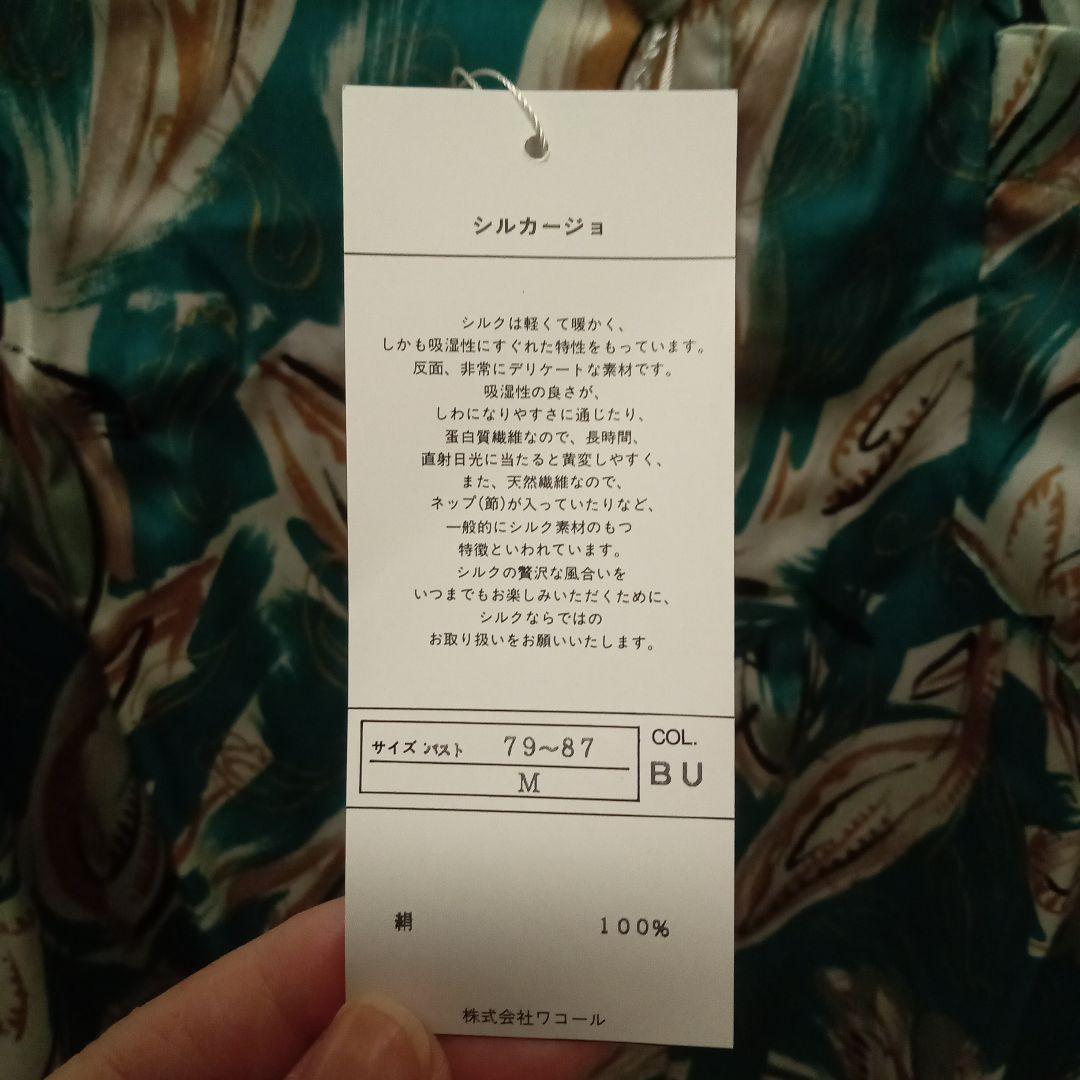 シルカージョ
シルクは軽くて暖かく、
しかも吸湿性にすぐれた特性をもっています。
反面、非常にデリケートな素材です。
吸湿性の良さが、
しわになりやすさに通じたり、
蛋白質繊維なので、長時間、
直射日光に当たると黄変しやすく、
また、天然繊維なので、
ネップ(節)が入っていたりなど、
一般的にシルク素材のもつ
特徴といわれています。
シルクの贅沢な風合いを
いつまでもお楽しみいただくために、
シルクならではの
お取り扱いをお願いいたします。
サイズ バスト 79~87
M
COL.
BU
絹 100%
株式会社ワコール